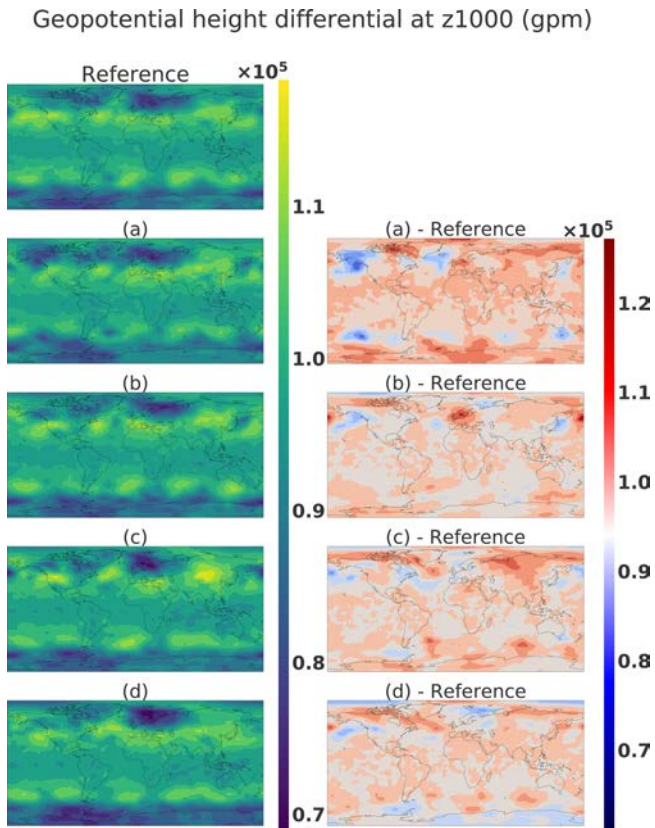 Geopotential height differential at z1000 (gpm)
Reference
×10⁵
1.1
1.0
0.9
0.8
0.7
(a)
(a) - Reference
×10⁵
(b)
(b) - Reference
(c)
(c) - Reference
(d)
(d) - Reference
1.2
1.1
1.0
0.9
0.8
0.7